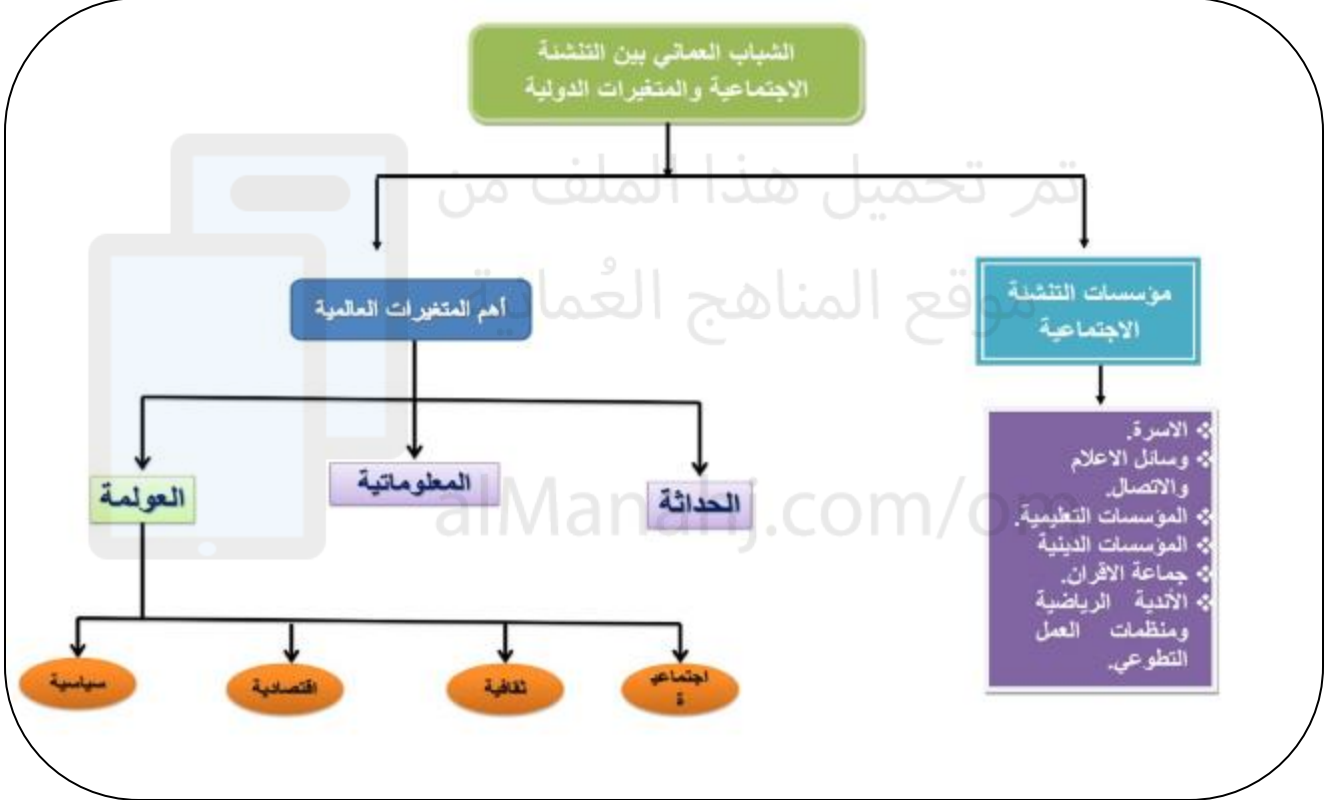 الشباب العماني بين التنشئة
الاجتماعية والمتغيرات الدولية
تم تحميل هذا الملف من
موقع المناهج العُمانية
alManahj.com/om
مؤسسات التنشئة
الاجتماعية
الاسرة.
وسائل الاعلام
والاتصال.
المؤسسات التعليمية.
المؤسسات الدينية
جماعة الاقران.
الأندية الرياضية
ومنظمات العمل
التطوعي.
أهم المتغيرات العالمية
الحداثة
المعلوماتية
العولمة
اجتماعي
ة
ثقافية
اقتصادية
سياسية